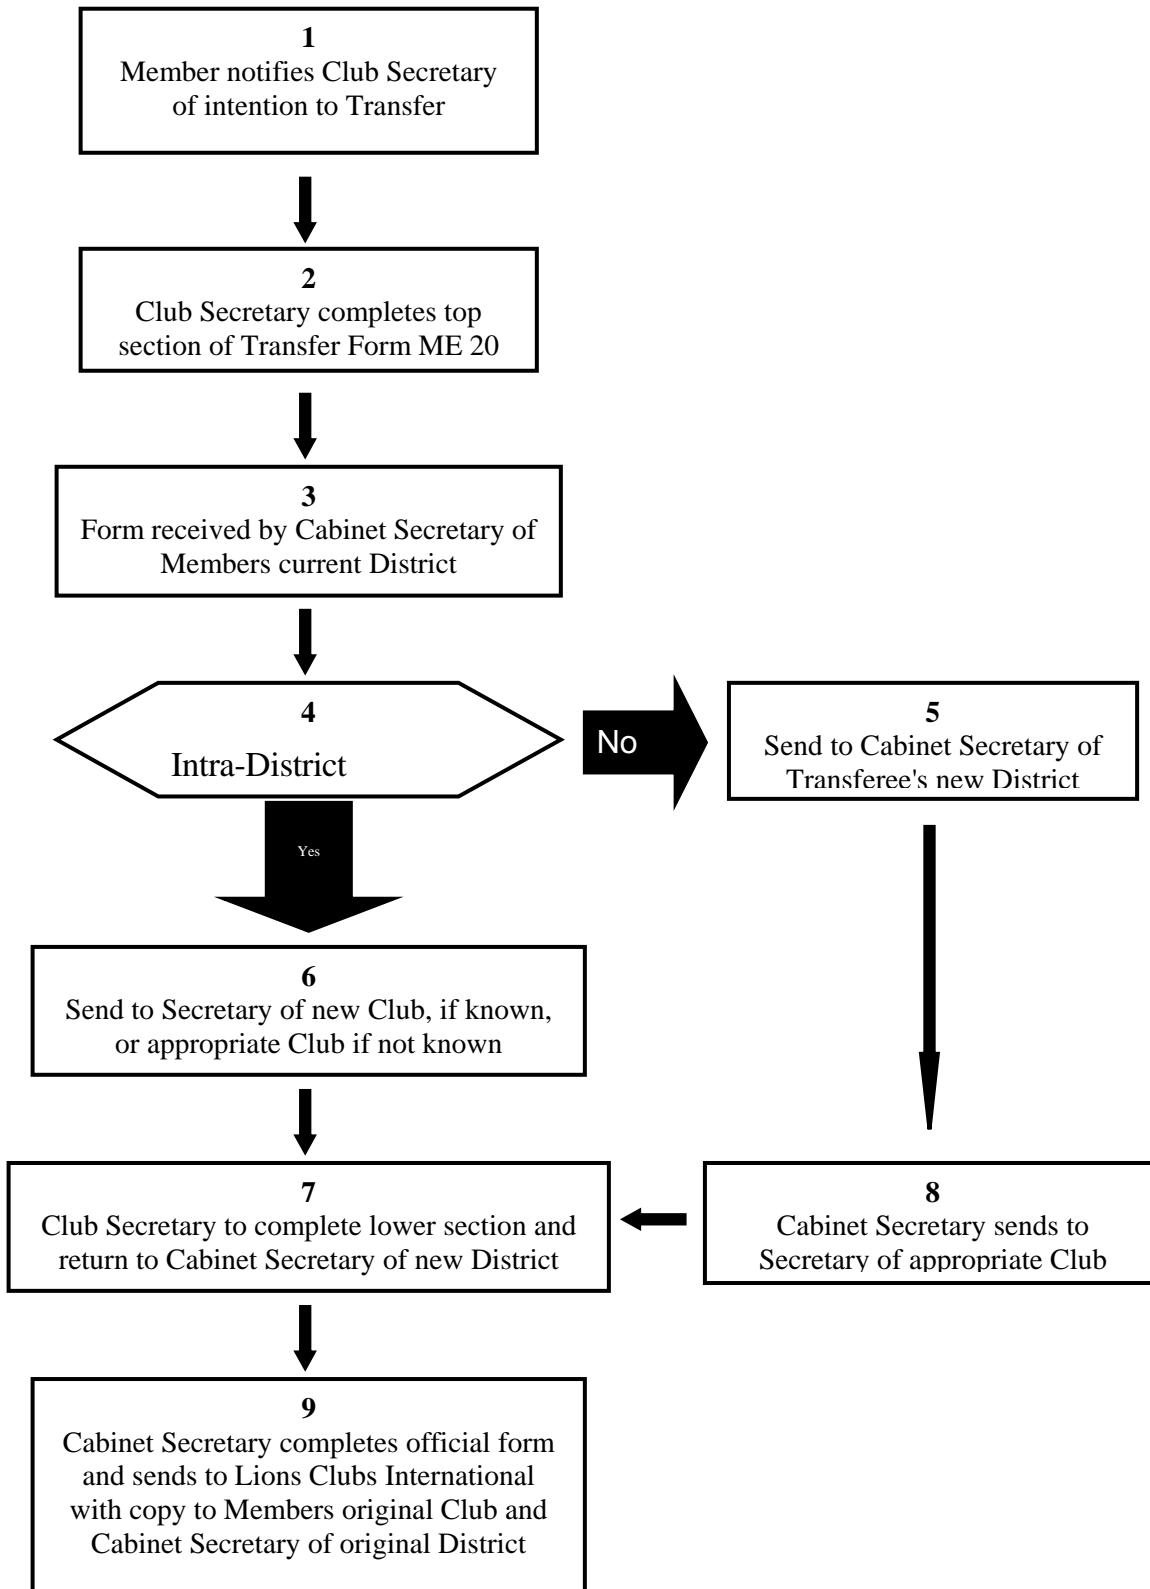 1
Member notifies Club Secretary
of intention to Transfer
2
Club Secretary completes top
section of Transfer Form ME 20
3
Form received by Cabinet Secretary of
Members current District
4
Intra-District
No
5
Send to Cabinet Secretary of
Transferee's new District
Yes
6
Send to Secretary of new Club, if known,
or appropriate Club if not known
7
Club Secretary to complete lower section and
return to Cabinet Secretary of new District
8
Cabinet Secretary sends to
Secretary of appropriate Club
9
Cabinet Secretary completes official form
and sends to Lions Clubs International
with copy to Members original Club and
Cabinet Secretary of original District